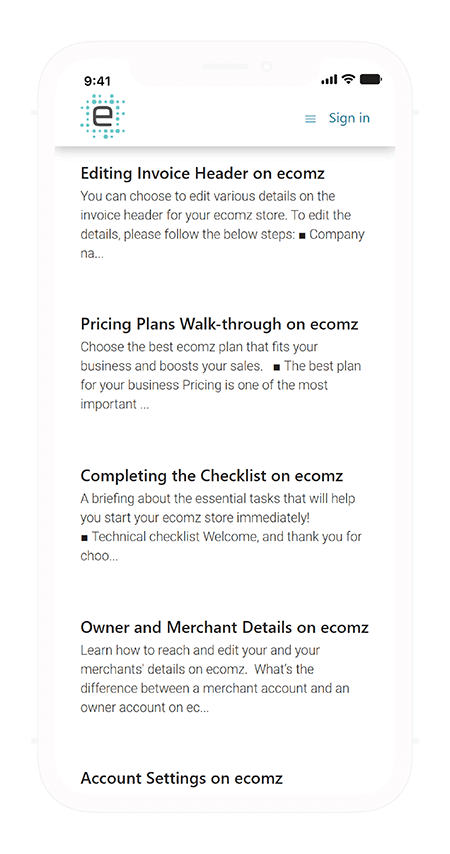 9:41
e
Sign in
Editing Invoice Header on ecomz
You can choose to edit various details on the
invoice header for your ecomz store. To edit the
details, please follow the below steps: ■ Company
na...
Pricing Plans Walk-through on ecomz
Choose the best ecomz plan that fits your
business and boosts your sales. ■ The best plan
for your business Pricing is one of the most
important ...
Completing the Checklist on ecomz
A briefing about the essential tasks that will help
you start your ecomz store immediately!
■ Technical checklist Welcome, and thank you for
choo...
Owner and Merchant Details on ecomz
Learn how to reach and edit your and your
merchants' details on ecomz. What's the
difference between a merchant account and an
owner account on ec...
Account Settings on ecomz